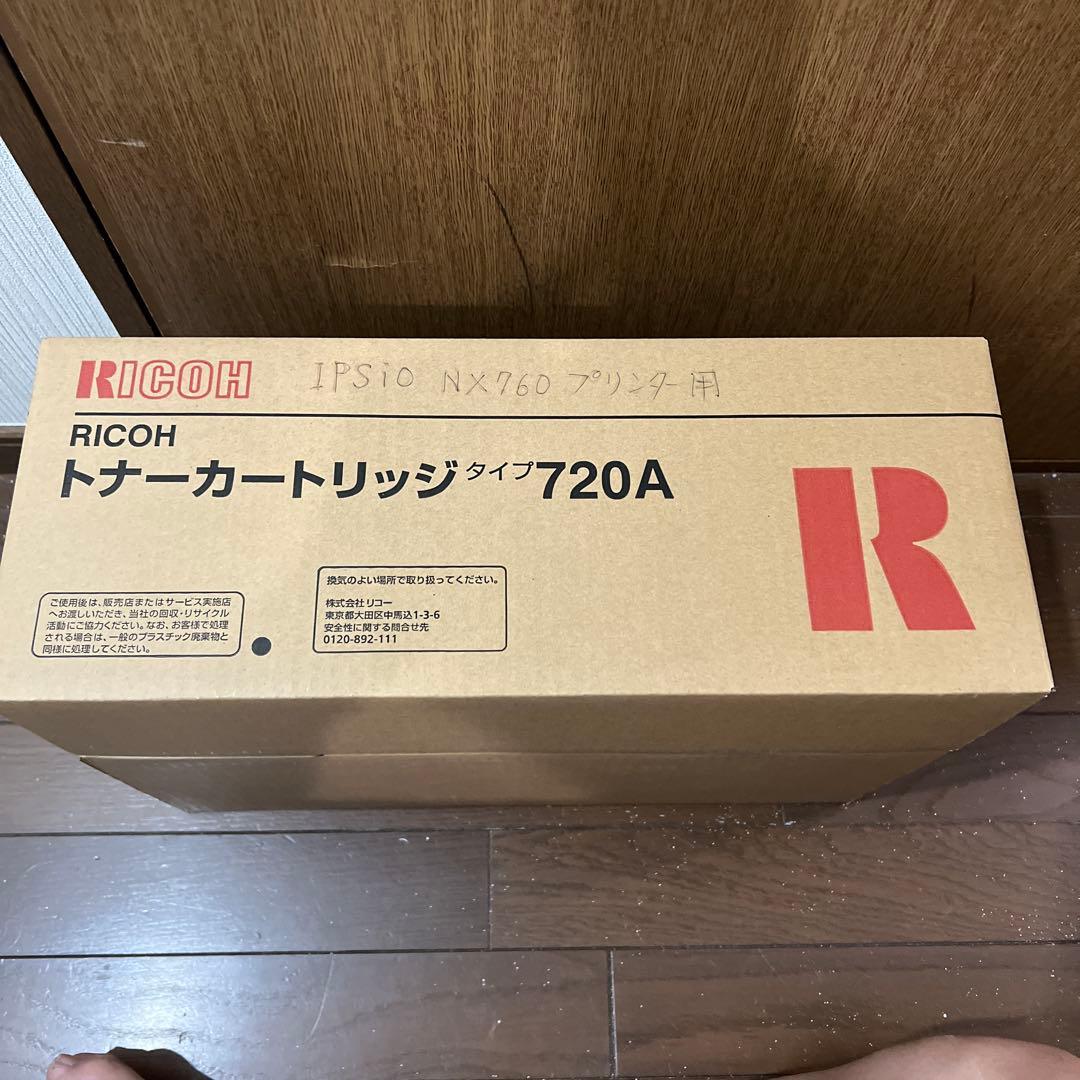 RICOH IPSiO NX760 プリンター用
RICOH
トナーカートリッジ タイプ720A
R
換気のよい場所で取り扱ってください。
株式会社リコー
東京都大田区中馬込1-3-6
安全性に関する問合せ先
0120-892-111
ご使用後は、販売店またはサービス実施店
へお渡しいただき、当社の回収・リサイクル
活動にご協力ください。なお、お客様で処理
される場合は、一般のプラスチック廃棄物と
同様に処理してください。